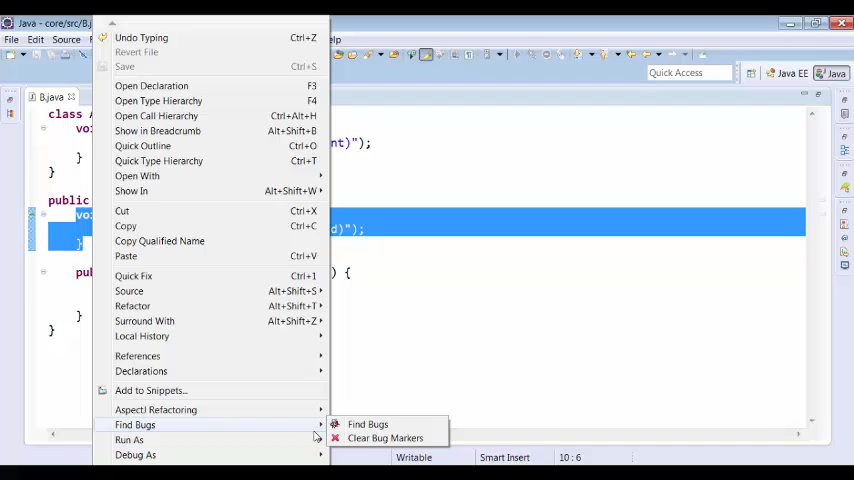 Java - core/src/B.j
File Edit Source lp
Quick Access Java EE Java
B.java
class
voi nt)");
}
}
public
voi d)");
}
pu ) {
}
}
Undo Typing Ctrl+Z
Revert File
Save Ctrl+S
Open Declaration F3
Open Type Hierarchy F4
Open Call Hierarchy Ctrl+Alt+H
Show in Breadcrumb Alt+Shift+B
Quick Outline Ctrl+O
Quick Type Hierarchy Ctrl+T
Open With
Show In Alt+Shift+W
Cut Ctrl+X
Copy Ctrl+C
Copy Qualified Name
Paste Ctrl+V
Quick Fix Ctrl+1
Source Alt+Shift+S
Refactor Alt+Shift+T
Surround With Alt+Shift+Z
Local History
References
Declarations
Add to Snippets...
AspectJ Refactoring
Find Bugs
Run As
Debug As
Find Bugs
Clear Bug Markers
Writable Smart Insert 10 : 6